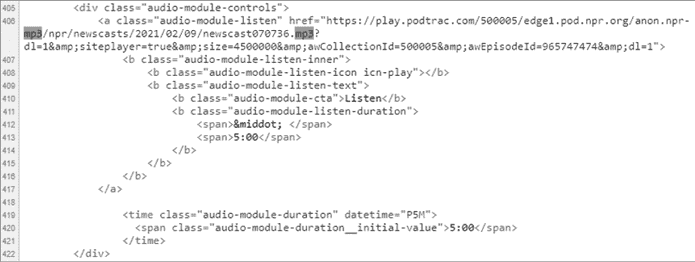 405 <div class="audio-module-controls">
406 <a class="audio-module-listen" href="https://play.podtrac.com/500005/edge1.pod.npr.org/anon.npr-
mp3/npr/newscasts/2021/02/09/newscast070736.mp3?
dl=1&amp;siteplayer=true&amp;size=4500000&amp;awCollectionId=500005&amp;awEpisodeId=965747474&amp;dl=1">
407 <b class="audio-module-listen-inner">
408 <b class="audio-module-listen-icon icn-play"></b>
409 <b class="audio-module-listen-text">
410 <b class="audio-module-cta">Listen</b>
411 <b class="audio-module-listen-duration">
412 <span>&middot; </span>
413 <span>5:00</span>
414 </b>
415 </b>
416 </b>
417 </a>
418
419 <time class="audio-module-duration" datetime="P5M">
420 <span class="audio-module-duration__initial-value">5:00</span>
421 </time>
422 </div>